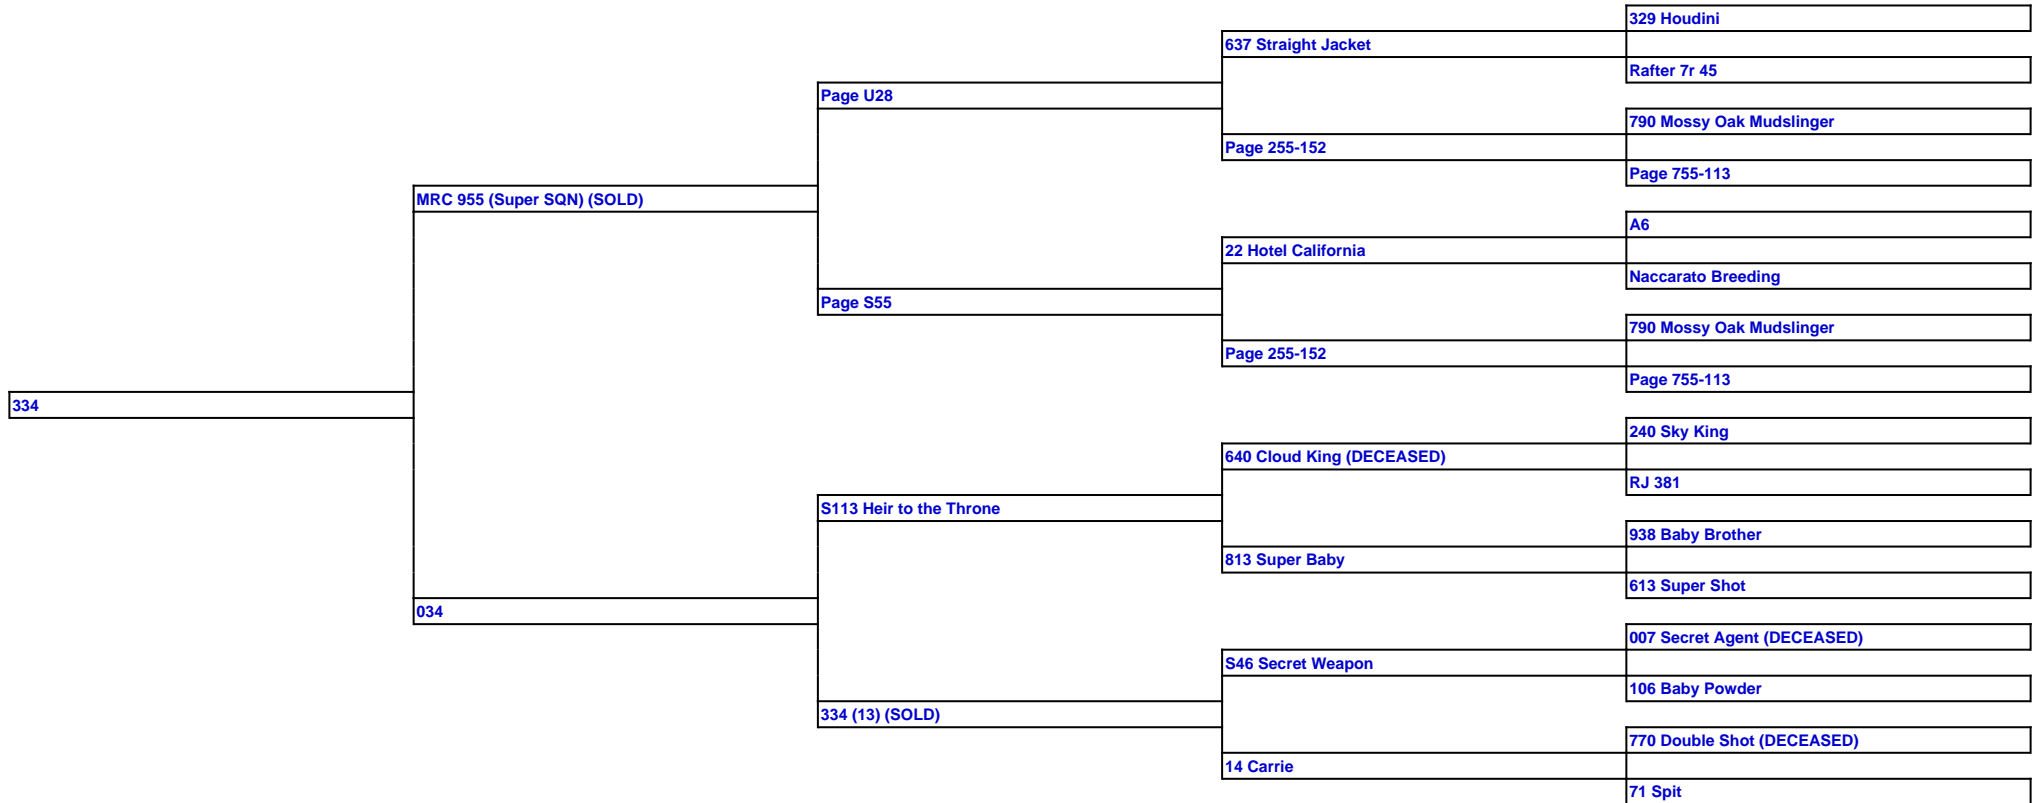 329 Houdini
637 Straight Jacket
Rafter 7r 45
Page U28
790 Mossy Oak Mudslinger
Page 255-152
Page 755-113
MRC 955 (Super SQN) (SOLD)
A6
22 Hotel California
Naccarato Breeding
Page S55
790 Mossy Oak Mudslinger
Page 255-152
Page 755-113
334
240 Sky King
640 Cloud King (DECEASED)
RJ 381
S113 Heir to the Throne
938 Baby Brother
813 Super Baby
613 Super Shot
034
007 Secret Agent (DECEASED)
S46 Secret Weapon
106 Baby Powder
334 (13) (SOLD)
770 Double Shot (DECEASED)
14 Carrie
71 Spit